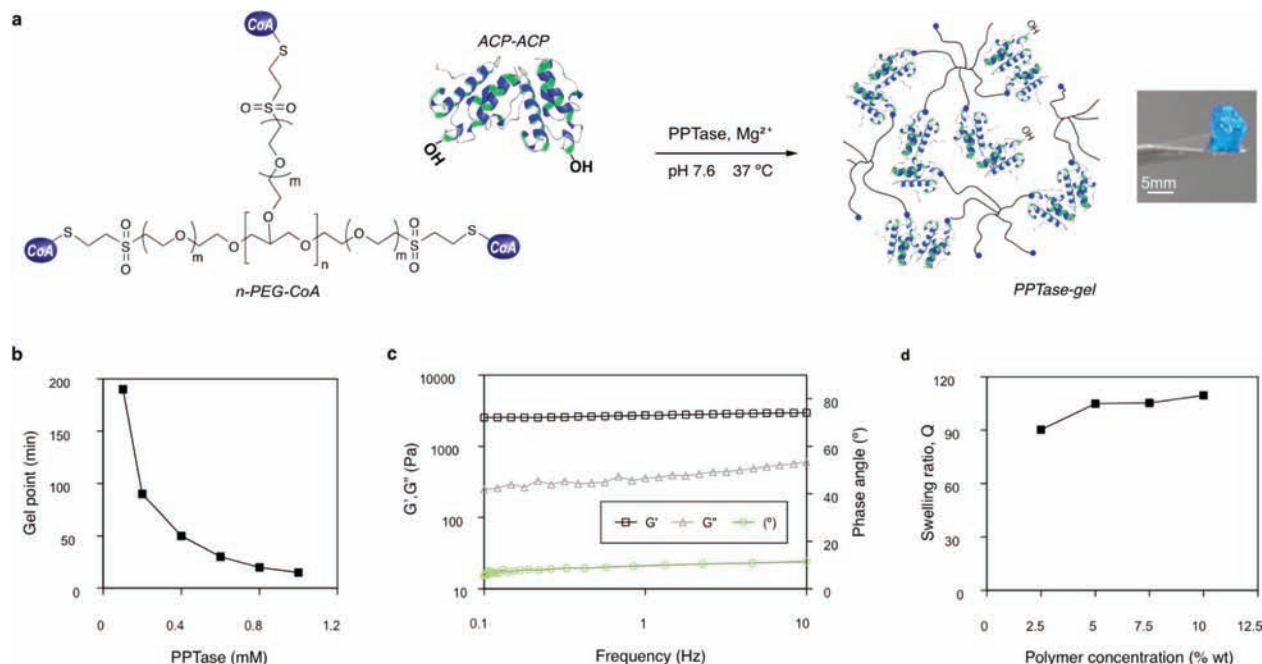 a
CoA
S
O=S=O
O
m
O
O
CoA
S
S
O
O
O
m
O
O
n
O
O
m
S
O
O
S
CoA
n-PEG-CoA
ACP-ACP
OH
OH
PPTase, Mg²⁺
pH 7.6 37 ºC
OH
OH
PPTase-gel
5mm
b
200
150
100
50
0
0 0.4 0.8 1.2
Gel point (min)
PPTase (mM)
c
10000
1000
100
10
80
60
40
20
0
0.1 1 10
G',G" (Pa)
Phase angle (º)
G' G" (º)
Frequency (Hz)
d
120
90
60
30
0
0 2.5 5 7.5 10 12.5
Swelling ratio, Q
Polymer concentration (% wt)